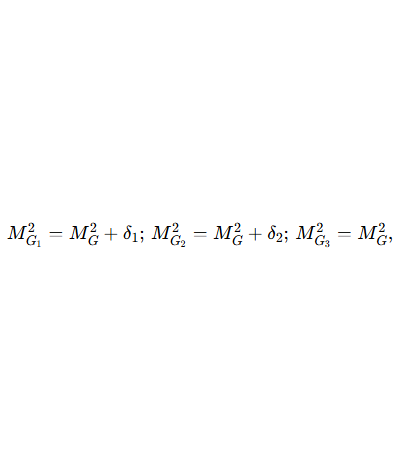 $M_{G_1}^2 = M_G^2 + \delta_1; \, M_{G_2}^2 = M_G^2 + \delta_2; \, M_{G_3}^2 = M_G^2,$